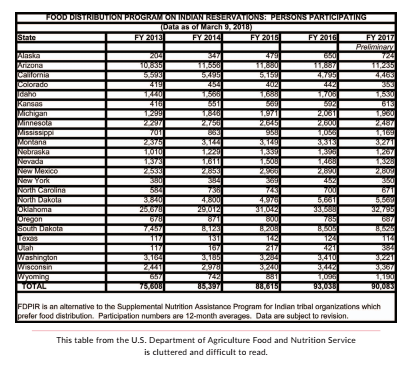 FOOD DISTRIBUTION PROGRAM ON INDIAN RESERVATIONS: PERSONS PARTICIPATING
(Data as of March 9, 2018)
State FY 2013 FY 2014 FY 2015 FY 2016 FY 2017
Preliminary
Alaska 204 347 479 650 724
Arizona 10,835 11,556 11,880 11,887 11,235
California 5,593 5,495 5,159 4,795 4,463
Colorado 419 454 402 442 353
Idaho 1,440 1,566 1,688 1,706 1,530
Kansas 416 551 569 592 613
Michigan 1,299 1,846 1,971 2,061 1,960
Minnesota 2,297 2,756 2,645 2,600 2,487
Mississippi 701 863 958 1,056 1,169
Montana 2,375 3,144 3,149 3,313 3,271
Nebraska 1,010 1,229 1,339 1,396 1,267
Nevada 1,373 1,611 1,508 1,468 1,328
New Mexico 2,533 2,853 2,966 2,890 2,809
New York 380 384 369 452 350
North Carolina 584 736 743 700 671
North Dakota 3,840 4,800 4,976 5,661 5,569
Oklahoma 25,678 29,012 31,042 33,588 32,795
Oregon 678 871 800 785 687
South Dakota 7,457 8,123 8,208 8,505 8,525
Texas 117 131 142 124 114
Utah 117 167 217 421 384
Washington 3,164 3,185 3,284 3,410 3,221
Wisconsin 2,441 2,978 3,240 3,442 3,367
Wyoming 657 742 881 1,096 1,190
TOTAL 75,608 85,397 88,615 93,038 90,083
FDPIR is an alternative to the Supplemental Nutrition Assistance Program for Indian tribal organizations which
prefer food distribution. Participation numbers are 12-month averages. Data are subject to revision.
This table from the U.S. Department of Agriculture Food and Nutrition Service
is cluttered and difficult to read.